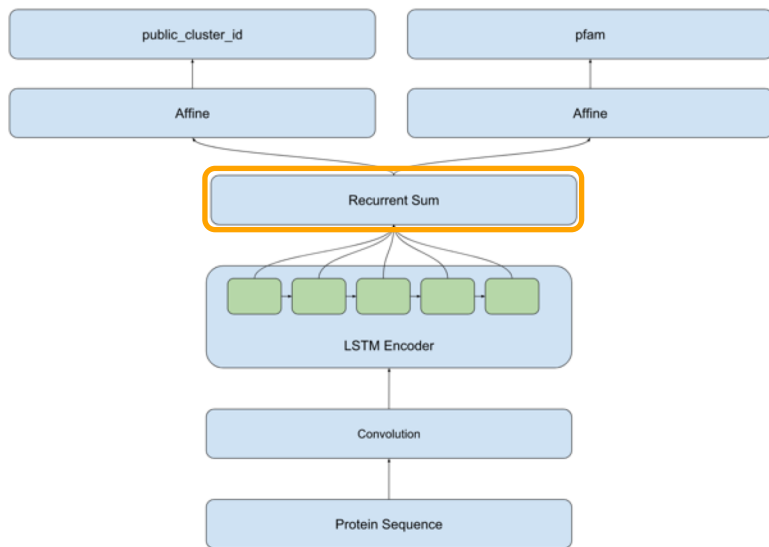 public_cluster_id
pfam
Affine
Affine
Recurrent Sum
LSTM Encoder
Convolution
Protein Sequence